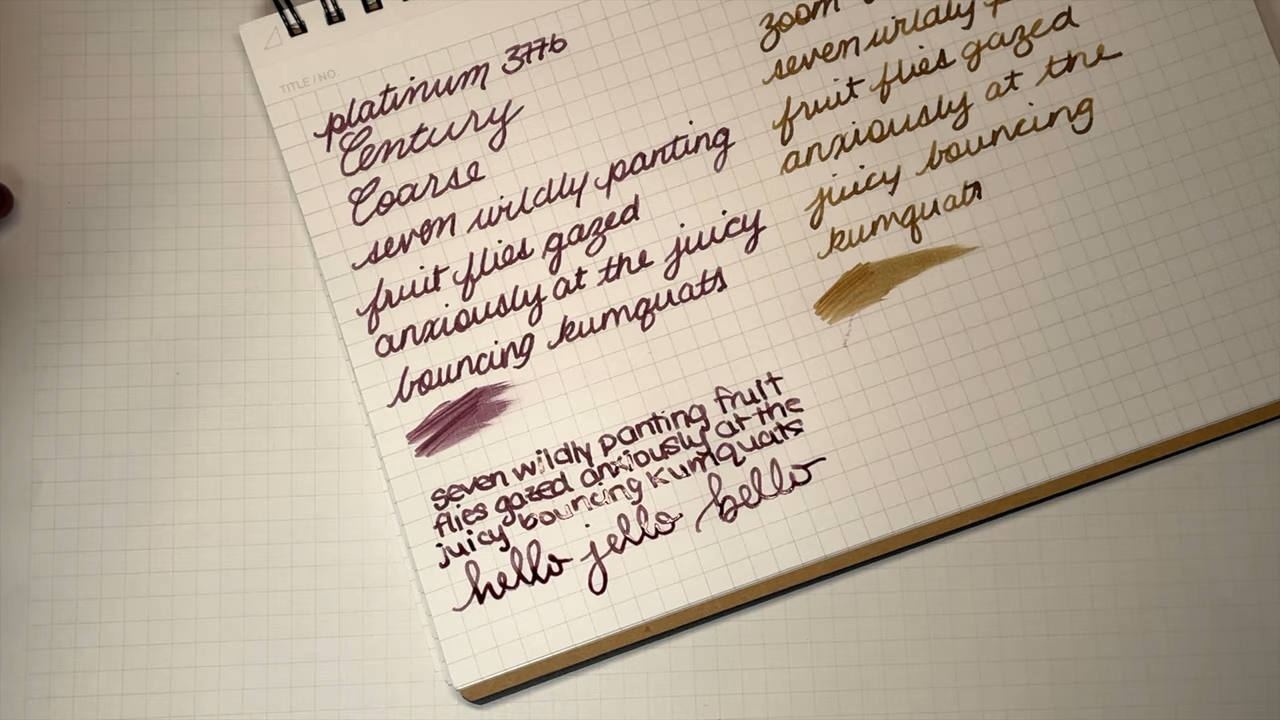 TITLE/NO.
platinum 3776
Century
Coarse
seven wildly panting
fruit flies gazed
anxiously at the juicy
bouncing kumquats
seven wildly panting fruit
flies gazed anxiously at the
juicy bouncing kumquats
hello jello bello
zoom
seven wildly
fruit flies gazed
anxiously at the
juicy bouncing
kumquats